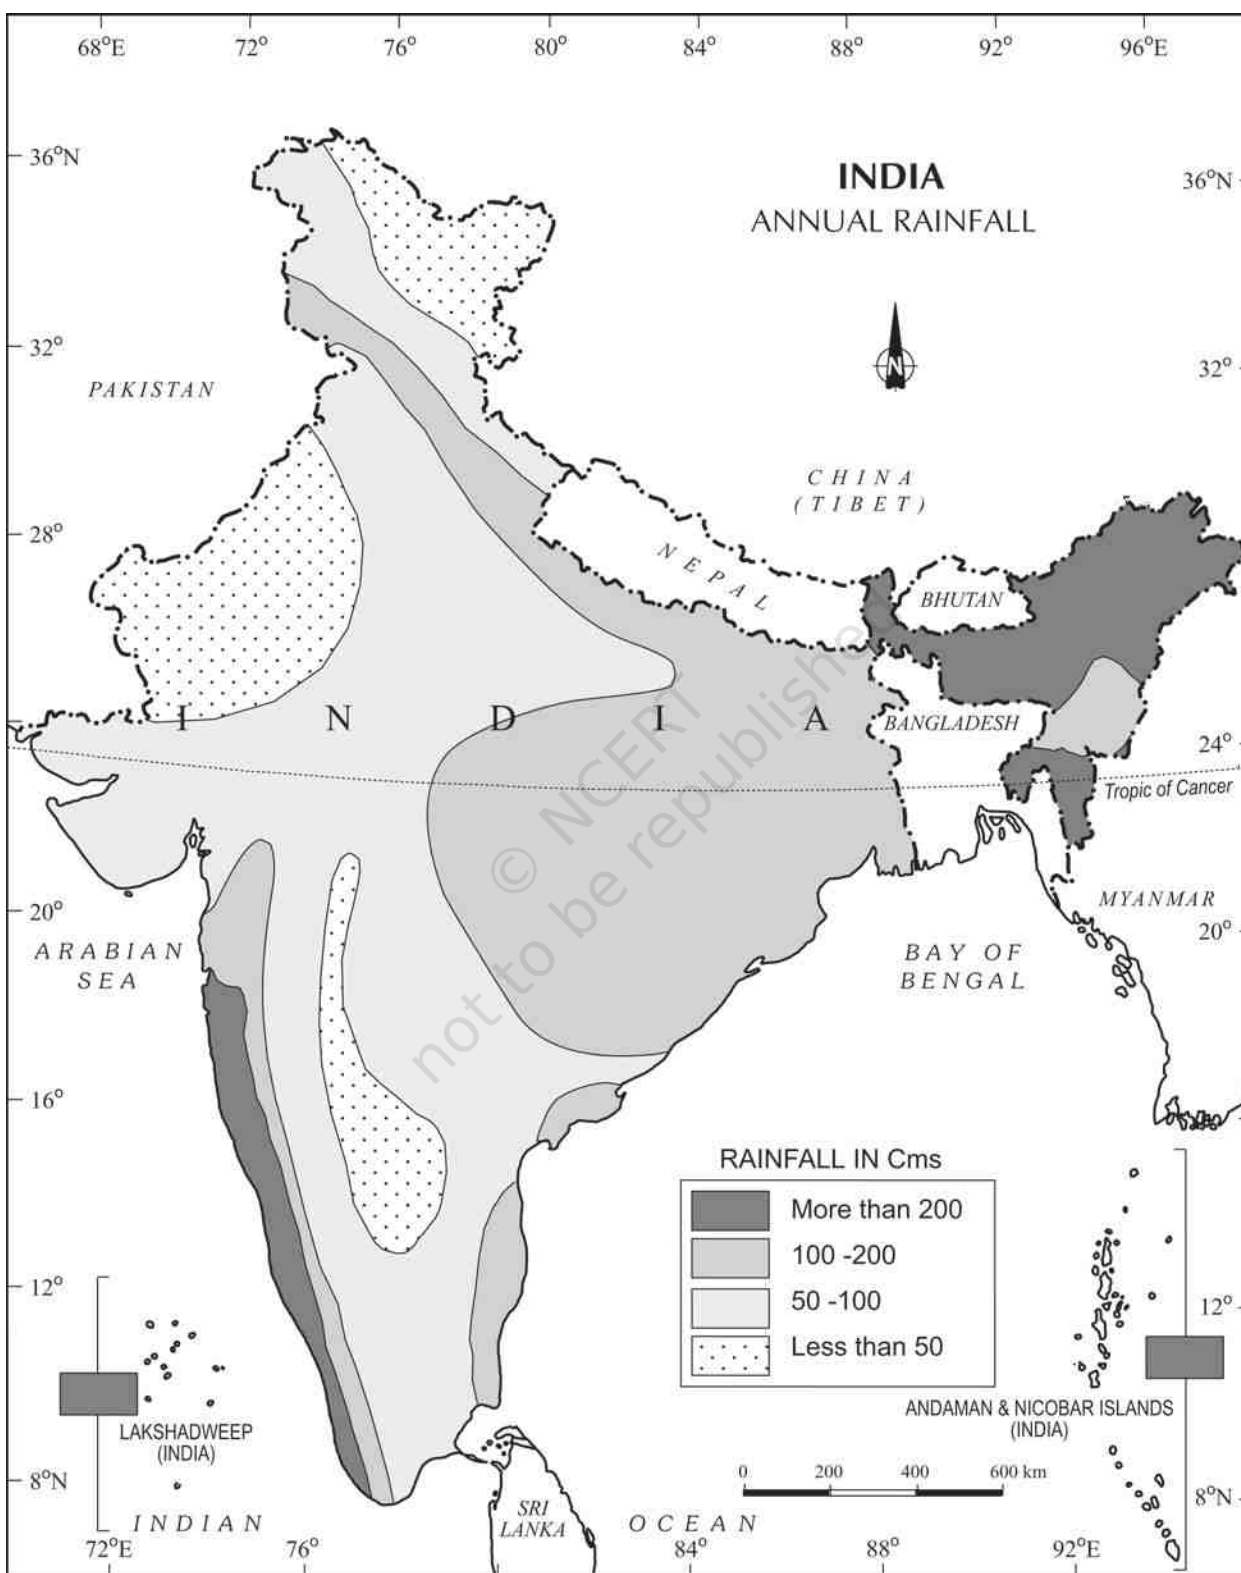 68°E 72° 76° 80° 84° 88° 92° 96°E
36°N
INDIA
36°N
ANNUAL RAINFALL
N
32°
32°
PAKISTAN
CHINA
(TIBET)
28°
NEPAL
BHUTAN
I N D I A
BANGLADESH
24°
24°
Tropic of Cancer
© NCERT
not to be republished
20°
MYANMAR
20°
ARABIAN
SEA
BAY OF
BENGAL
16°
RAINFALL IN Cms
More than 200
100 -200
50 -100
Less than 50
12°
12°
LAKSHADWEEP
(INDIA)
ANDAMAN & NICOBAR ISLANDS
(INDIA)
0 200 400 600 km
8°N
8°N
SRI
LANKA
INDIAN OCEAN
72°E 76° 84° 88° 92°E